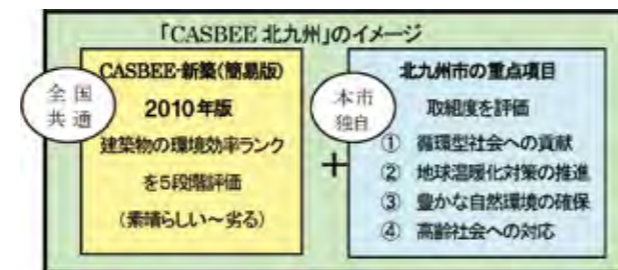 「CASBEE 北九州」のイメージ
全国
共通
CASBEE-新築(簡易版)
2010年版
建築物の環境効率ランク
を5段階評価
(素晴らしい～劣る)
＋
本市
独自
北九州市の重点項目
取組度を評価
① 循環型社会への貢献
② 地球温暖化対策の推進
③ 豊かな自然環境の確保
④ 高齢社会への対応